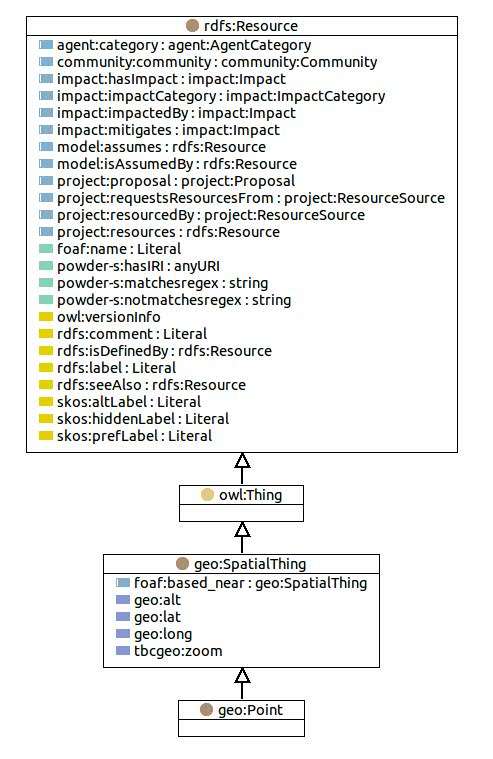 rdfs:Resource
agent:category : agent:AgentCategory
community:community : community:Community
impact:hasImpact : impact:Impact
impact:impactCategory : impact:ImpactCategory
impact:impactedBy : impact:Impact
impact:mitigates : impact:Impact
model:assumes : rdfs:Resource
model:isAssumedBy : rdfs:Resource
project:proposal : project:Proposal
project:requestsResourcesFrom : project:ResourceSource
project:resourcedBy : project:ResourceSource
project:resources : rdfs:Resource
foaf:name : Literal
powder-s:hasIRI : anyURI
powder-s:matchesregex : string
powder-s:notmatchesregex : string
owl:versionInfo
rdfs:comment : Literal
rdfs:isDefinedBy : rdfs:Resource
rdfs:label : Literal
rdfs:seeAlso : rdfs:Resource
skos:altLabel : Literal
skos:hiddenLabel : Literal
skos:prefLabel : Literal
owl:Thing
geo:SpatialThing
foaf:based_near : geo:SpatialThing
geo:alt
geo:lat
geo:long
tbcgeo:zoom
geo:Point